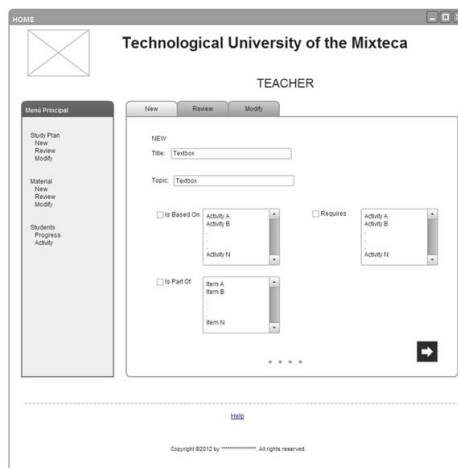 HOME
Technological University of the Mixteca
TEACHER
Menú Principal
Study Plan
New
Review
Modify
Material
New
Review
Modify
Students
Progress
Activity
New Review Modify
NEW
Title: Textbox
Topic: Textbox
Is Based On
Activity A
Activity B
.
.
Activity N
Requires
Activity A
Activity B
.
.
Activity N
Is Part Of
Item A
Item B
.
.
Item N
Help
Copyright ©2012 by ****************. All rights reserved.